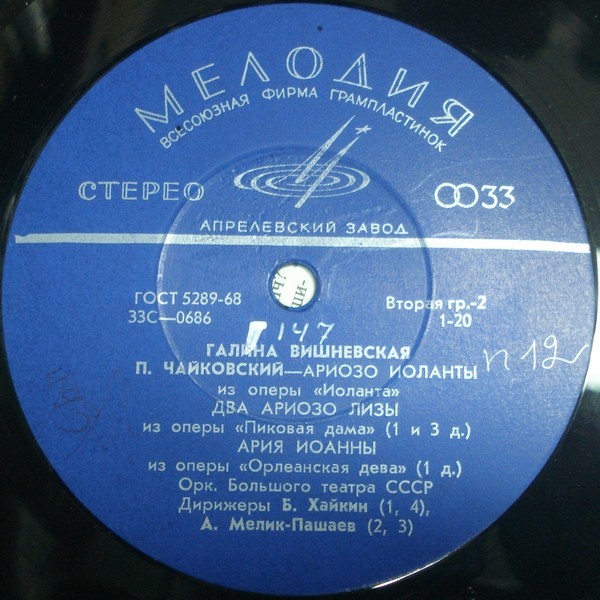 МЕЛОДИЯ
ВСЕСОЮЗНАЯ ФИРМА ГРАМПЛАСТИНОК
СТЕРЕО
33
АПРЕЛЕВСКИЙ ЗАВОД
ГОСТ 5289-68
Вторая гр.-2
33С—0686
1-20
147
ГАЛИНА ВИШНЕВСКАЯ
п 12
П. ЧАЙКОВСКИЙ—АРИОЗО ИОЛАНТЫ
из оперы «Иоланта»
ДВА АРИОЗО ЛИЗЫ
из оперы «Пиковая дама» (1 и 3 д.)
АРИЯ ИОАННЫ
из оперы «Орлеанская дева» (1 д.)
Орк. Большого театра СССР
Дирижеры Б. Хайкин (1, 4),
А. Мелик-Пашаев (2, 3)